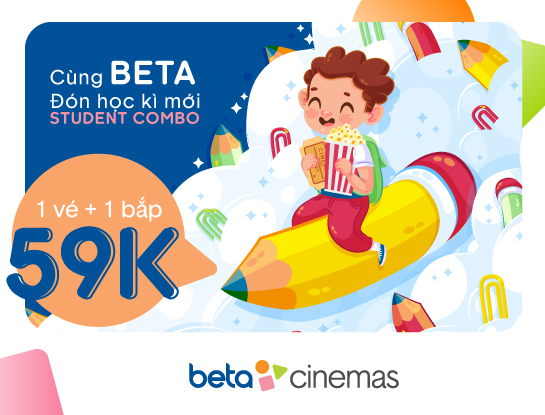 Cùng BETA
Đón học kì mới
STUDENT COMBO
1 vé + 1 bắp
59K
beta cinemas